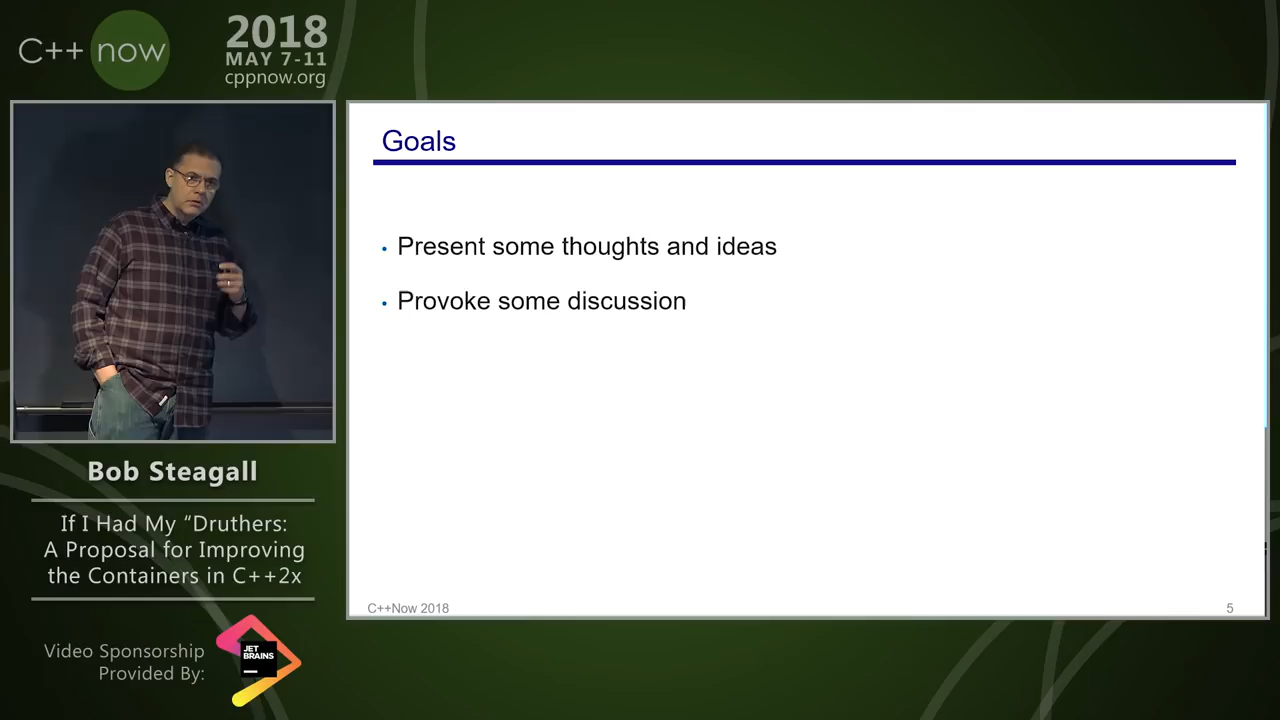 C++ now
2018
MAY 7-11
cppnow.org
Goals
• Present some thoughts and ideas
• Provoke some discussion
C++Now 2018
5
Bob Steagall
If I Had My “Druthers:
A Proposal for Improving
the Containers in C++2x
Video Sponsorship
Provided By:
JET
BRAINS